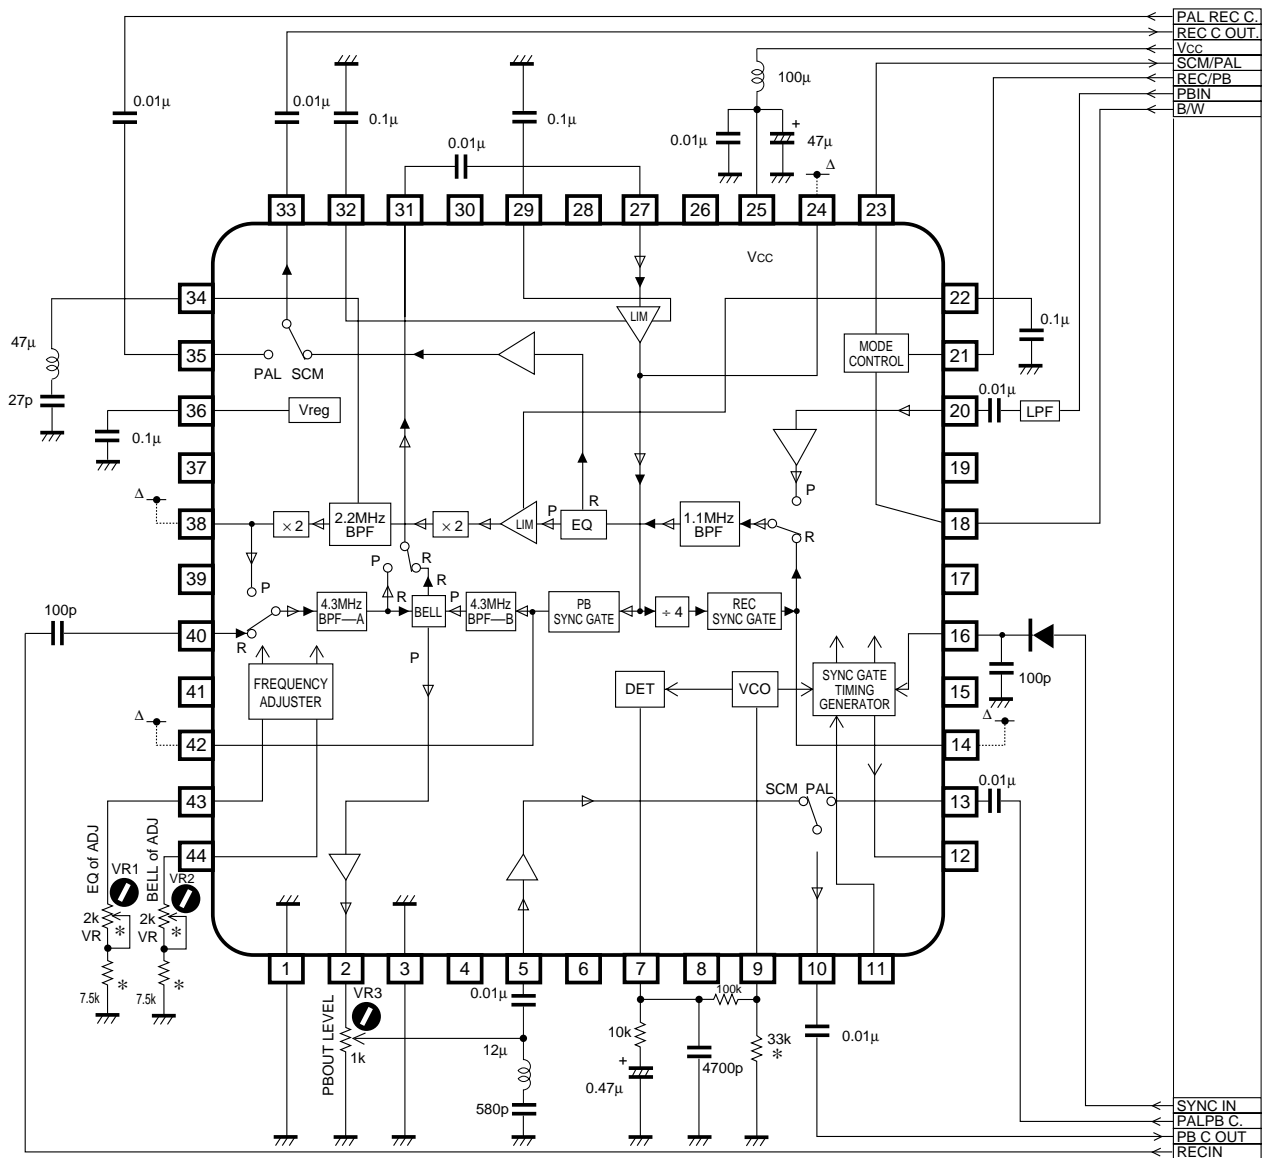 PAL REC C.
REC C OUT.
Vcc
SCM/PAL
REC/PB
PBIN
B/W
100µ
0.01µ
0.01µ
0.1µ
0.1µ
0.01µ
0.01µ
+
47µ
Δ
33
32
31
30
29
28
27
26
25
24
23
Vcc
34
22
LIM
0.1µ
47µ
MODE
CONTROL
35
21
PAL SCM
0.01µ
27p
36
Vreg
20
LPF
0.1µ
37
19
Δ
P
38
×2
2.2MHz
BPF
×2
LIM
P
EQ
R
1.1MHz
BPF
R
18
39
P
P
R
R
17
100p
4.3MHz
BPF—A
R
BELL
P
4.3MHz
BPF—B
PB
SYNC GATE
÷4
REC
SYNC GATE
40
R
16
P
100p
FREQUENCY
ADJUSTER
DET
VCO
SYNC GATE
TIMING
GENERATOR
41
15
Δ
Δ
42
14
SCM PAL
0.01µ
43
13
EQ of ADJ
BELL of ADJ
44
12
VR1
VR2
2k
VR
*
2k
VR
*
7.5k
*
7.5k
*
1
2
3
4
5
6
7
8
9
10
11
PBOUT LEVEL
VR3
1k
0.01µ
12µ
580p
100k
10k
+
0.47µ
4700p
33k
*
0.01µ
SYNC IN
PALPB C.
PB C OUT
RECIN